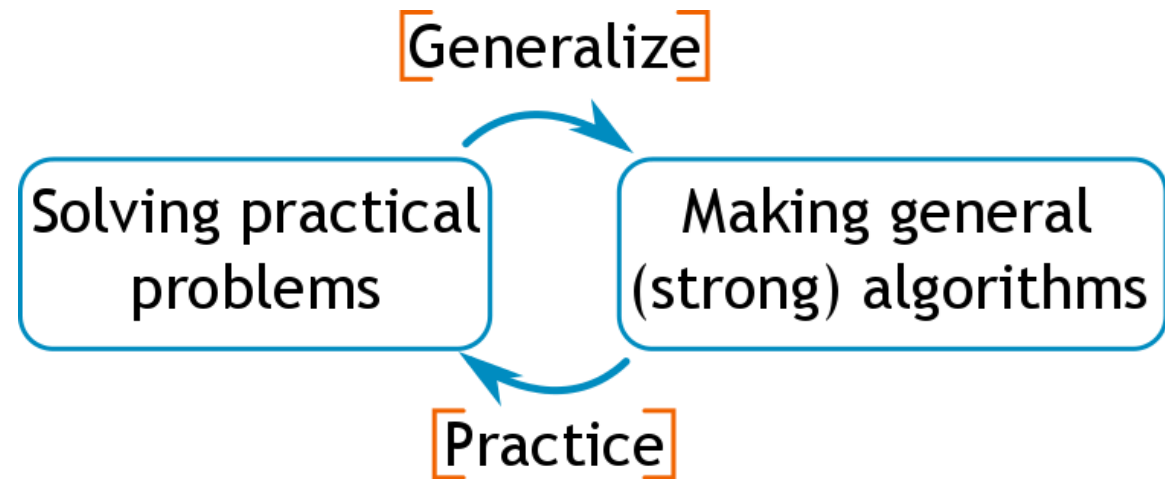 [Generalize]
Solving practical
problems
Making general
(strong) algorithms
[Practice]